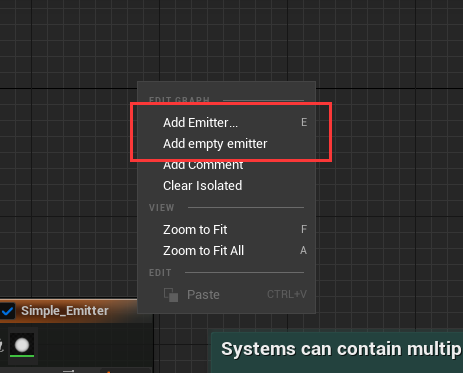 EDIT GRAPH
Add Emitter... E
Add empty emitter
Add Comment
Clear Isolated
VIEW
Zoom to Fit F
Zoom to Fit All A
EDIT
Paste CTRL+V
Simple_Emitter
Systems can contain multip